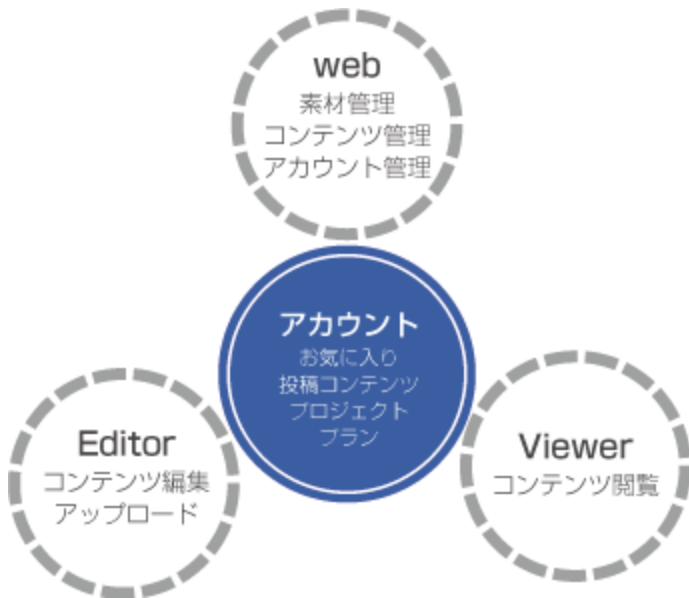 web
素材管理
コンテンツ管理
アカウント管理
アカウント
お気に入り
投稿コンテンツ
プロジェクト
プラン
Editor
コンテンツ編集
アップロード
Viewer
コンテンツ閲覧